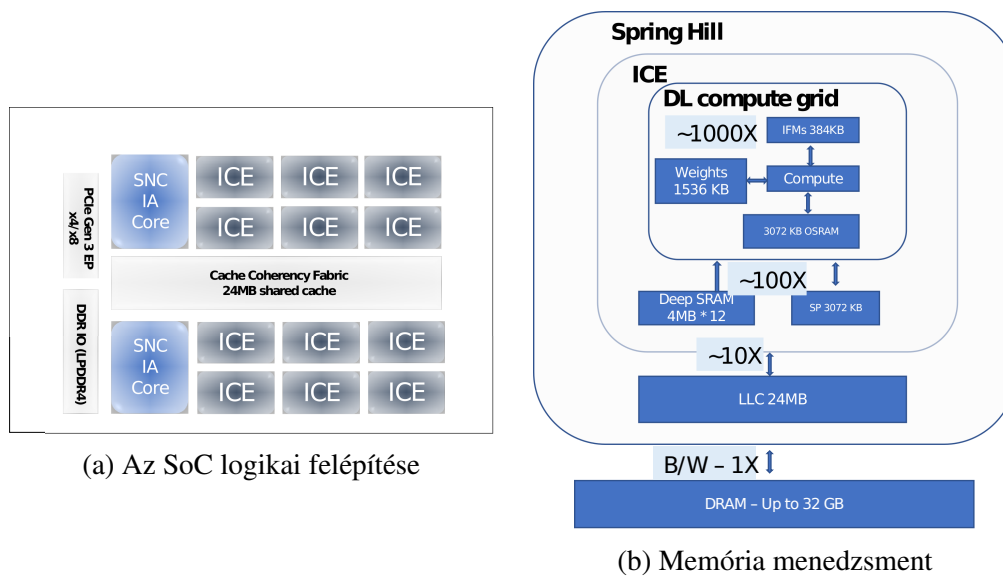 PCIe Gen 3 EP
x4/x8
DDR IO (LPDDR4)
SNC
IA
Core
ICE
ICE
ICE
ICE
ICE
ICE
Cache Coherency Fabric
24MB shared cache
SNC
IA
Core
ICE
ICE
ICE
ICE
ICE
ICE
(a) Az SoC logikai felépítése
Spring Hill
ICE
DL compute grid
~1000X
IFMs 384KB
Weights
1536 KB
Compute
3072 KB OSRAM
~100X
Deep SRAM
4MB * 12
SP 3072 KB
~10X
LLC 24MB
B/W – 1X
DRAM – Up to 32 GB
(b) Memória menedzsment